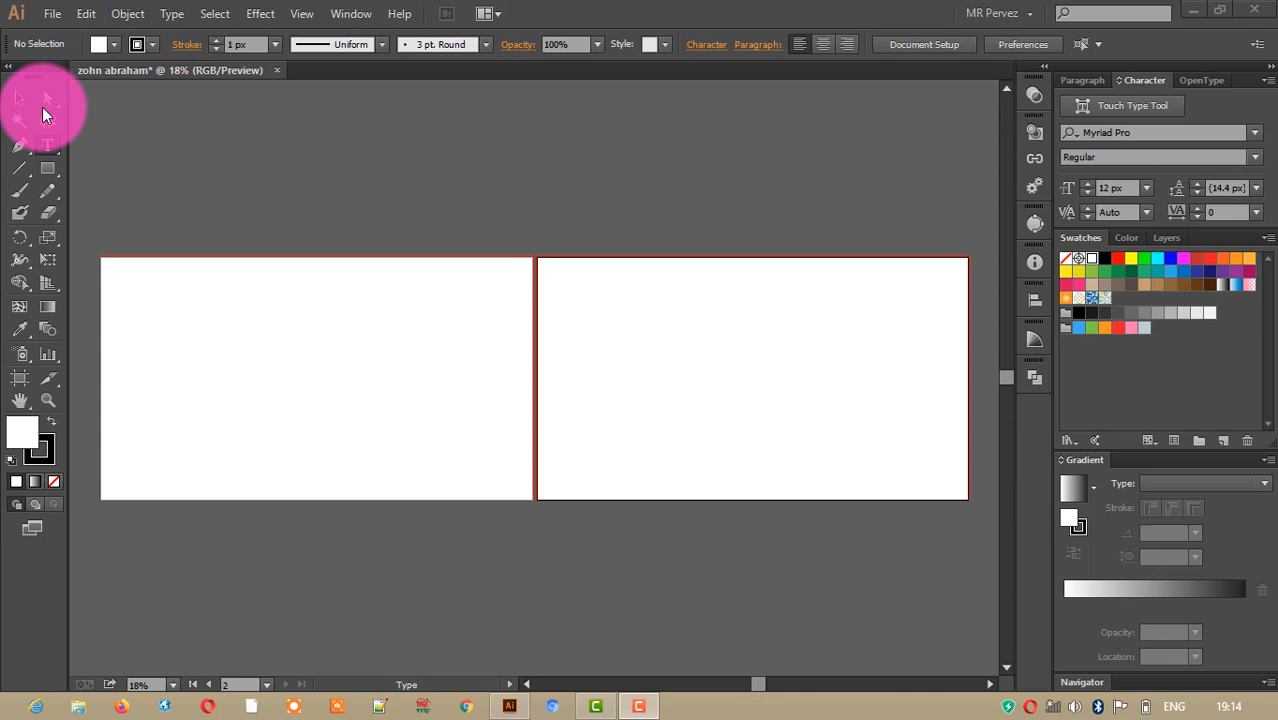 Ai File Edit Object Type Select Effect View Window Help Br MR Pervez
No Selection Stroke: 1 px Uniform 3 pt. Round Opacity: 100% Style: Character Paragraph: Document Setup Preferences
zohn abraham* @ 18% (RGB/Preview)
Paragraph Character OpenType
Touch Type Tool
Myriad Pro
Regular
12 px (14.4 px)
Auto 0
Swatches Color Layers
Gradient
Type:
Stroke:
Opacity:
Location:
18% 2 Type Navigator
Ai ENG 19:14